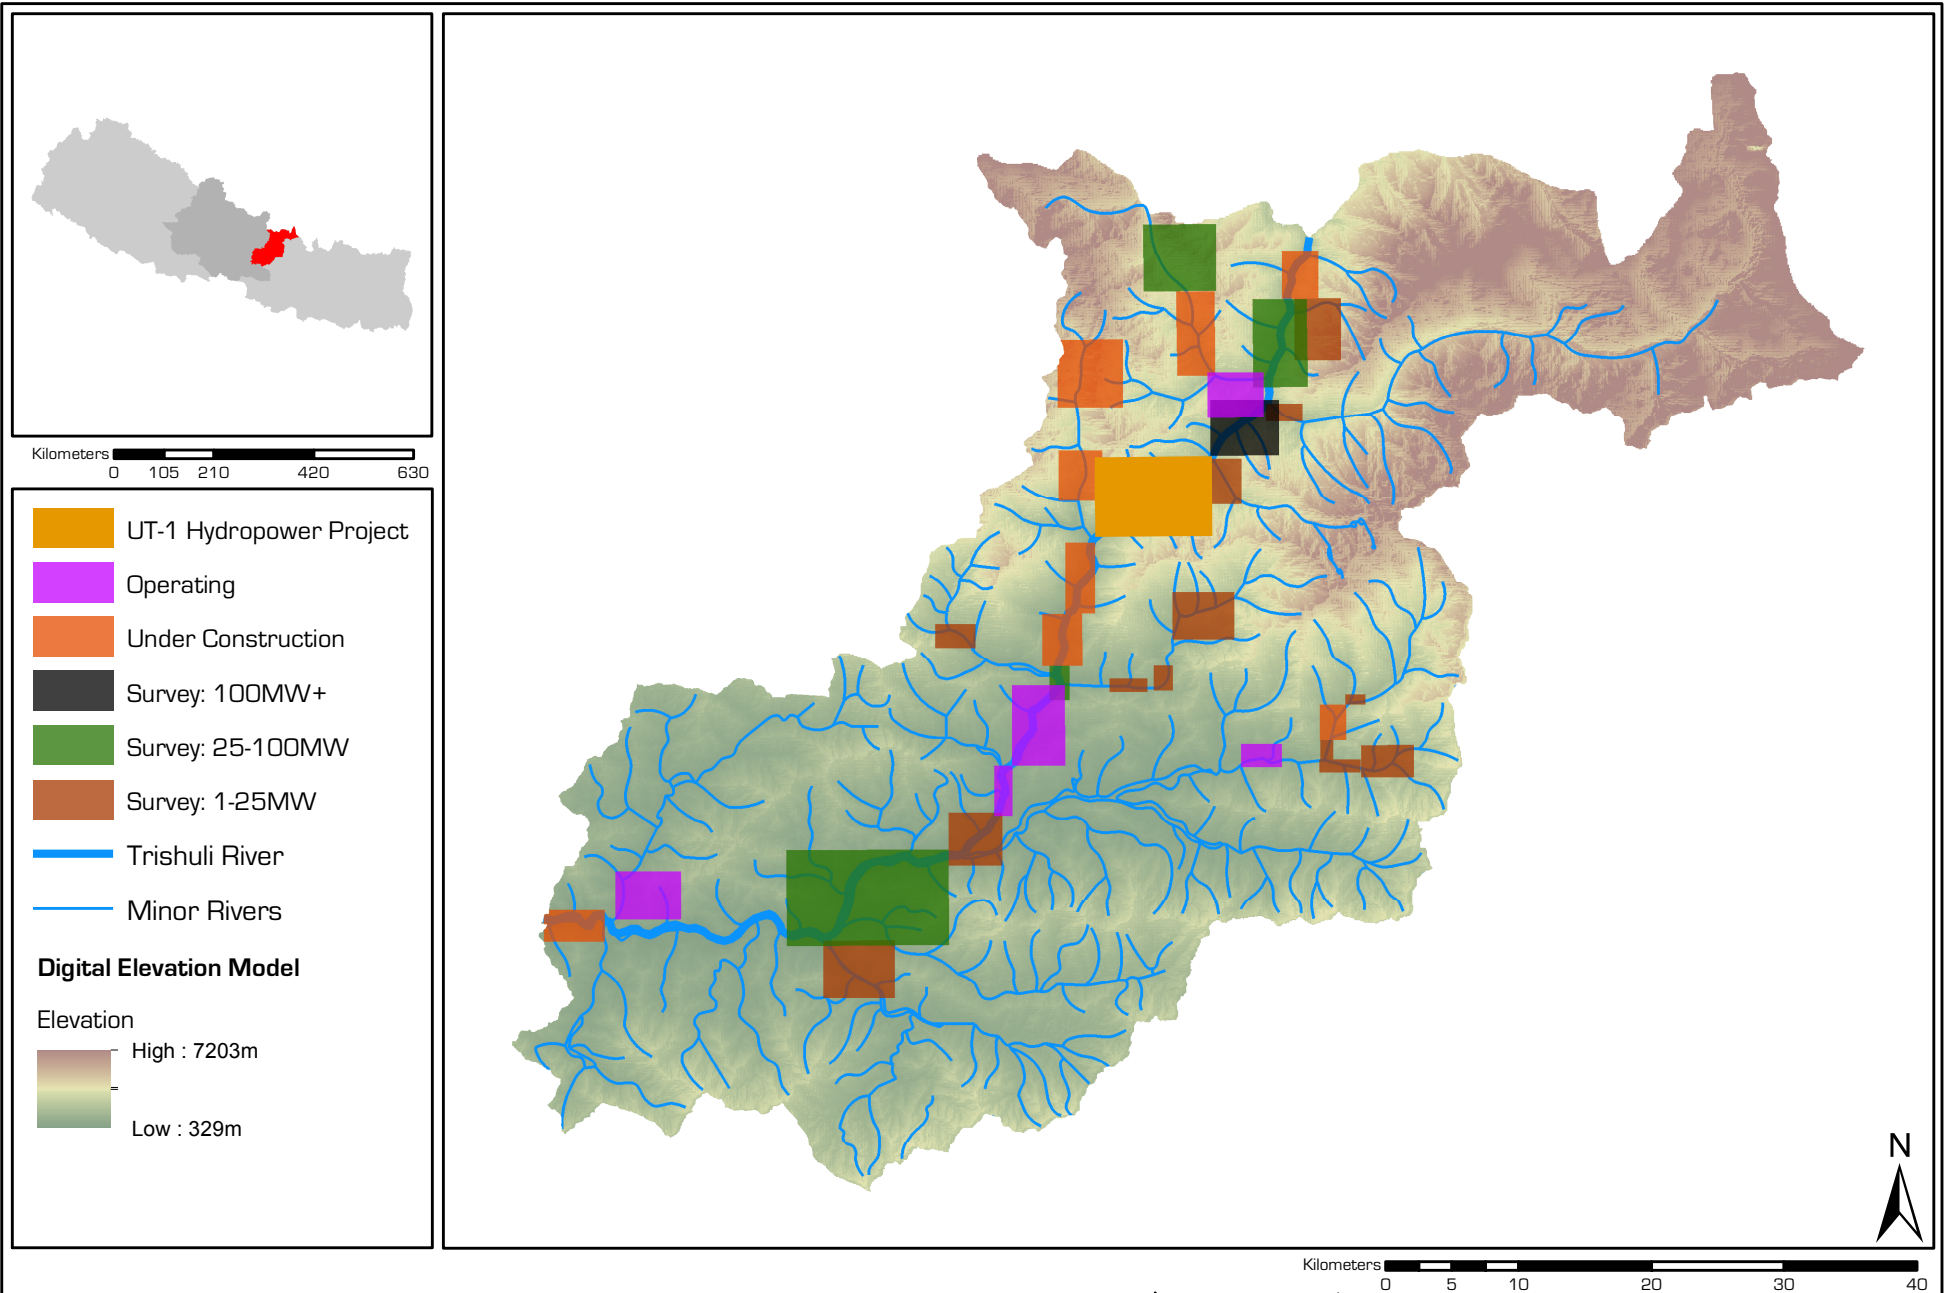 Kilometers
0 105 210 420 630
UT-1 Hydropower Project
Operating
Under Construction
Survey: 100MW+
Survey: 25-100MW
Survey: 1-25MW
Trishuli River
Minor Rivers
Digital Elevation Model
Elevation
High : 7203m
Low : 329m
N
Kilometers
0 5 10 20 30 40